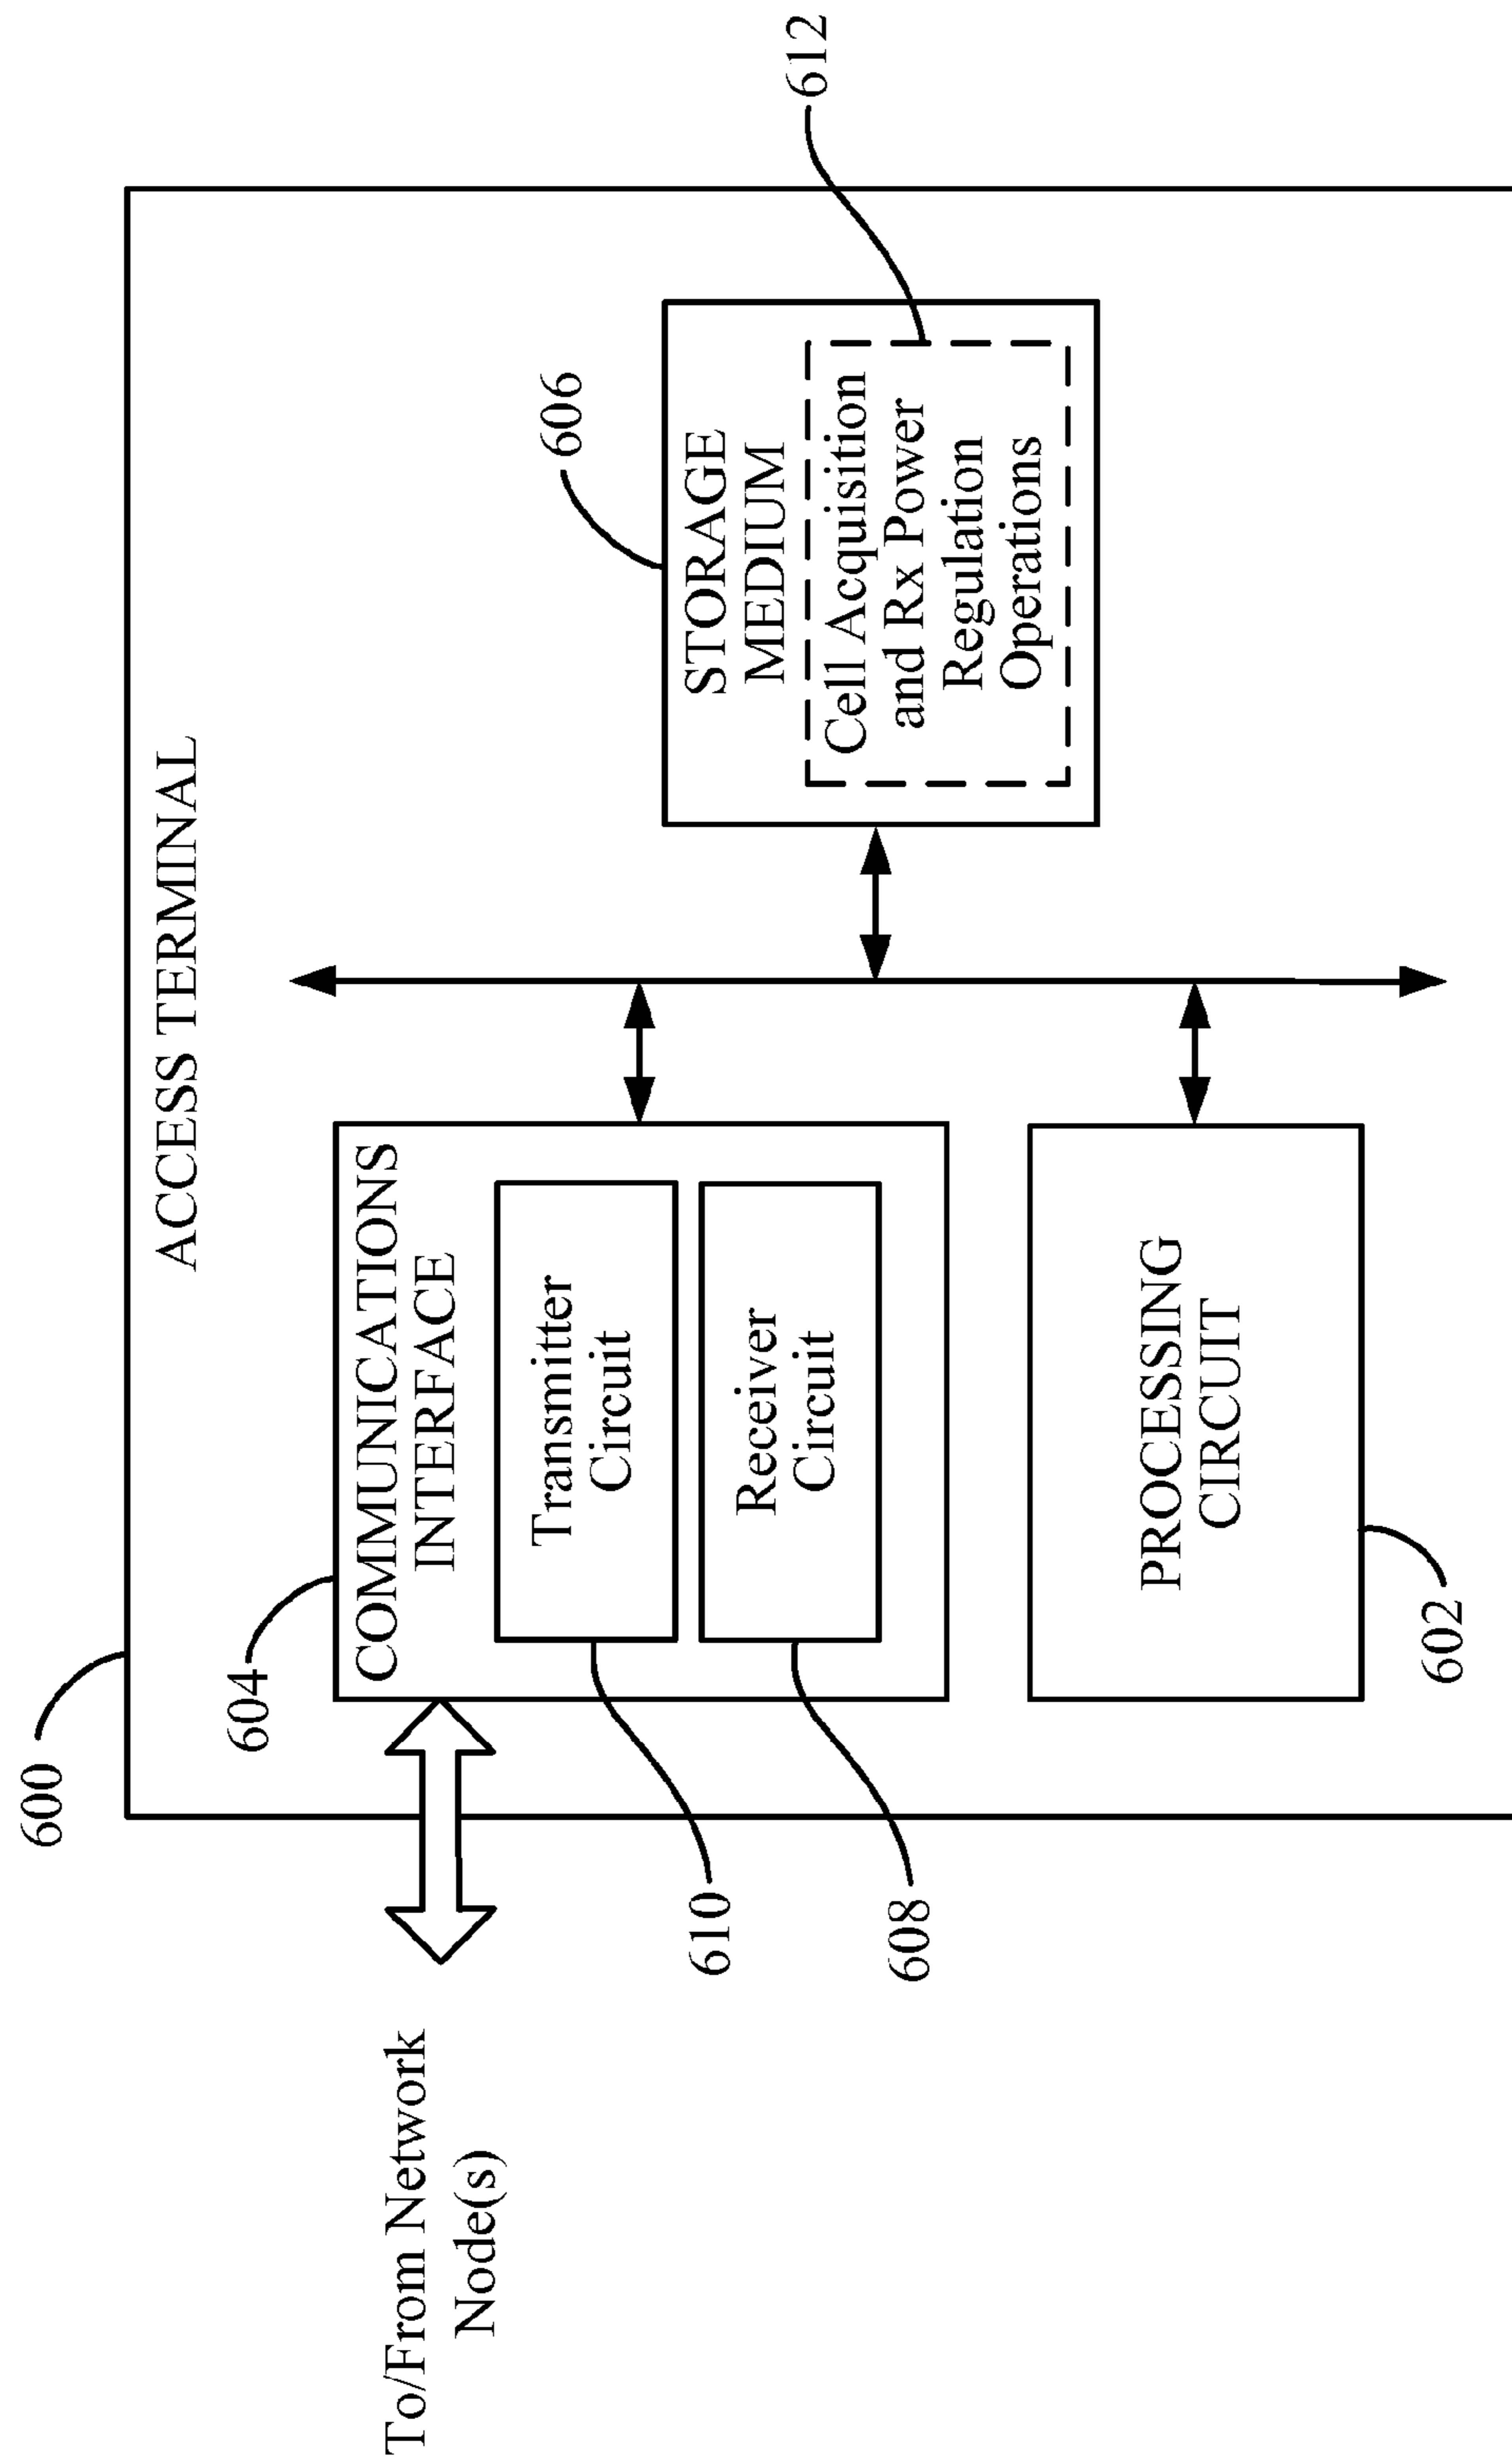 600
ACCESS TERMINAL
604
COMMUNICATIONS
INTERFACE
To/From Network
Node(s)
Transmitter
Circuit
610
Receiver
Circuit
608
606
STORAGE
MEDIUM
Cell Acquisition
and Rx Power
Regulation
Operations
612
PROCESSING
CIRCUIT
602